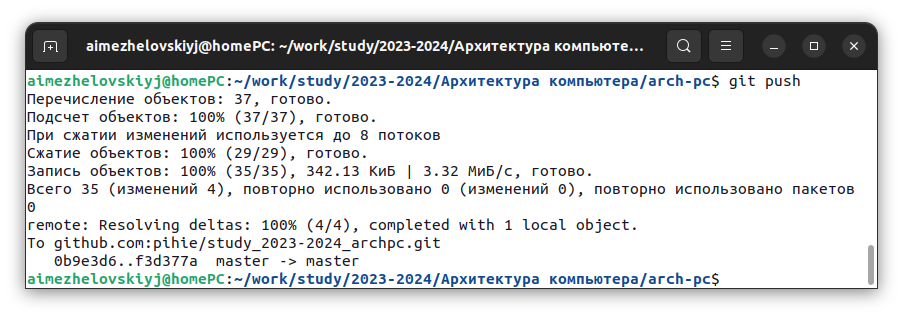 aimezhelovskiyj@homePC: ~/work/study/2023-2024/Архитектура компьюте...
aimezhelovskiyj@homePC:~/work/study/2023-2024/Архитектура компьютера/arch-pc$ git push
Перечисление объектов: 37, готово.
Подсчет объектов: 100% (37/37), готово.
При сжатии изменений используется до 8 потоков
Сжатие объектов: 100% (29/29), готово.
Запись объектов: 100% (35/35), 342.13 КиБ | 3.32 МиБ/с, готово.
Всего 35 (изменений 4), повторно использовано 0 (изменений 0), повторно использовано пакетов
0
remote: Resolving deltas: 100% (4/4), completed with 1 local object.
To github.com:pihie/study_2023-2024_archpc.git
   0b9e3d6..f3d377a  master -> master
aimezhelovskiyj@homePC:~/work/study/2023-2024/Архитектура компьютера/arch-pc$